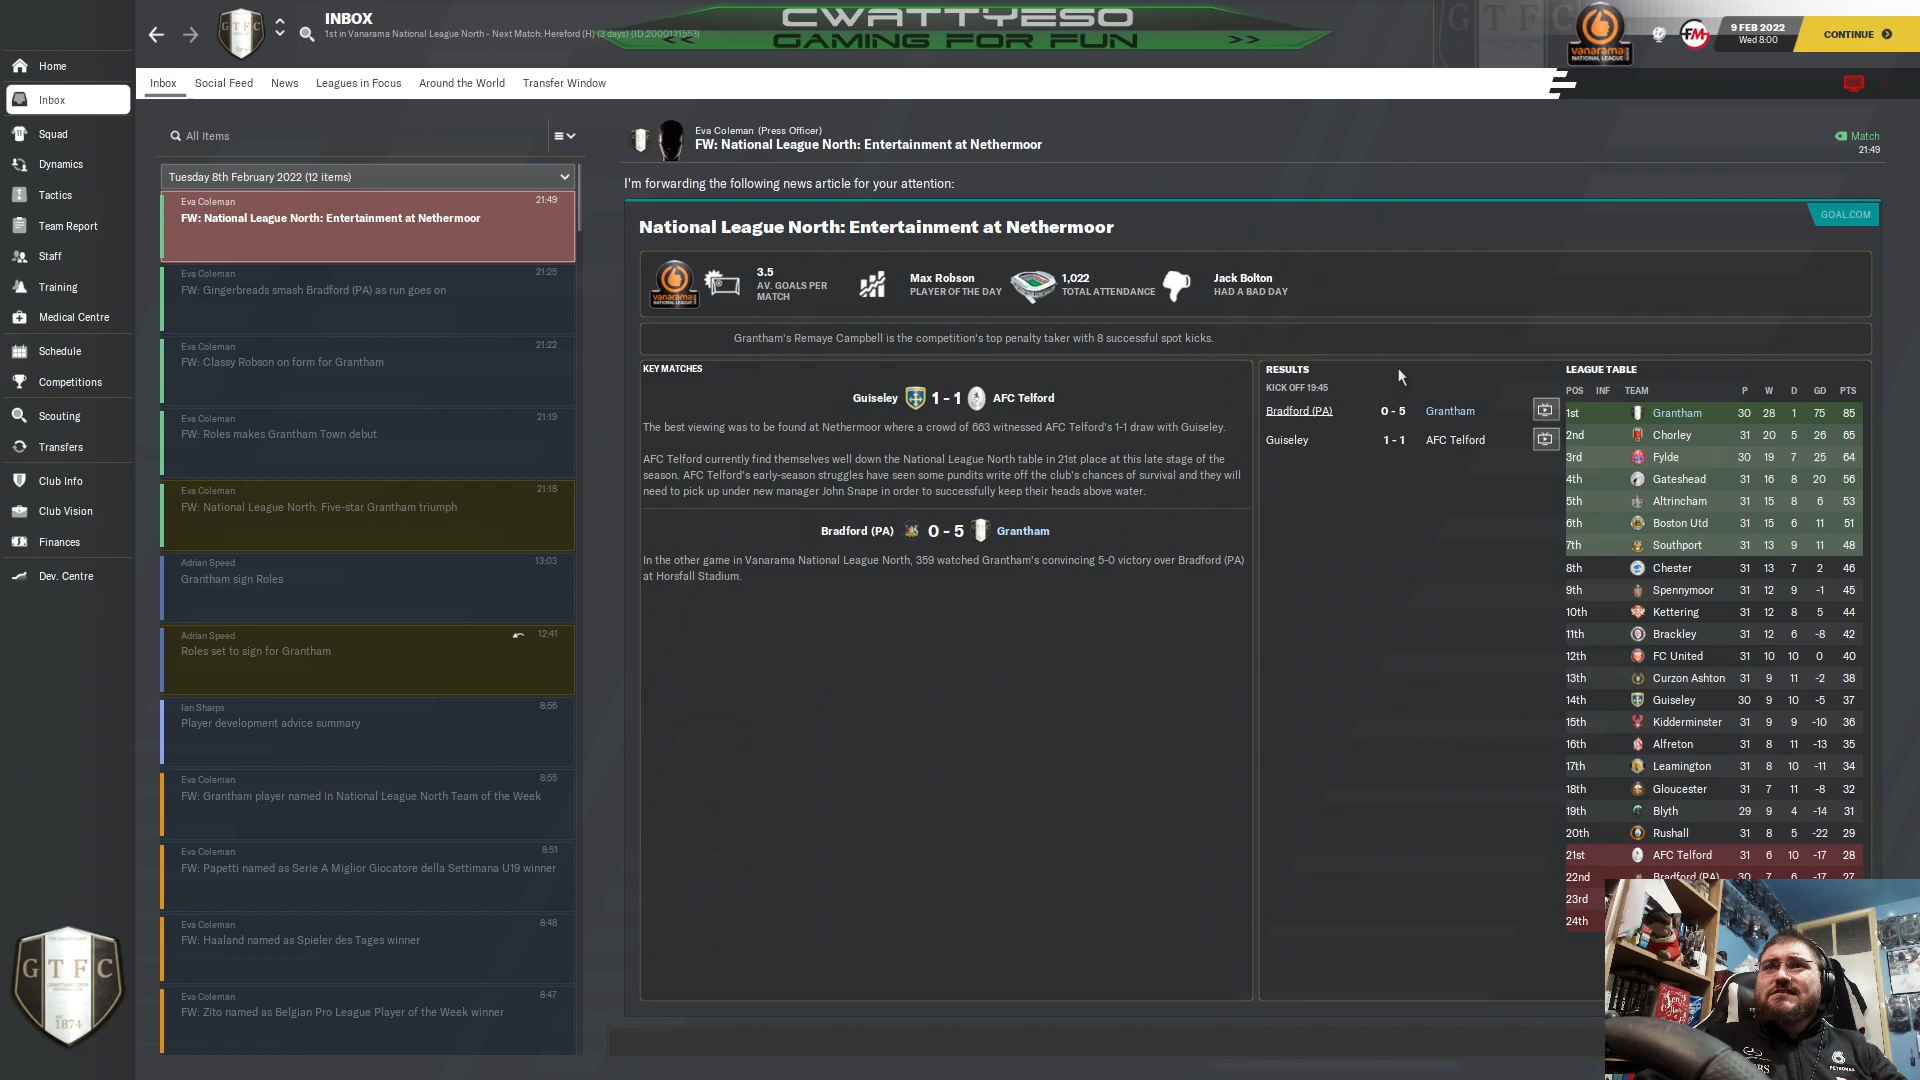 INBOX
1st in Vanarama National League North - Next Match: Hereford (H) (3 days) (ID:2000121553)
CWATTYESO
<< GAMING FOR FUN >>
GTFC
GTFC
vanarama
NATIONAL LEAGUE
FM
9 FEB 2022
Wed 8:00
CONTINUE
Home
Inbox
Squad
Dynamics
Tactics
Team Report
Staff
Training
Medical Centre
Schedule
Competitions
Scouting
Transfers
Club Info
Club Vision
Finances
Dev. Centre
GTFC
1874
Inbox Social Feed News Leagues in Focus Around the World Transfer Window
All Items
Tuesday 8th February 2022 (12 items)
Eva Coleman 21:49
FW: National League North: Entertainment at Nethermoor
Eva Coleman 21:25
FW: Gingerbreads smash Bradford (PA) as run goes on
Eva Coleman 21:22
FW: Classy Robson on form for Grantham
Eva Coleman 21:19
FW: Roles makes Grantham Town debut
Eva Coleman 21:18
FW: National League North: Five-star Grantham triumph
Adrian Speed 13:03
Grantham sign Roles
Adrian Speed 12:41
Roles set to sign for Grantham
Ian Sharps 8:56
Player development advice summary
Eva Coleman 8:55
FW: Grantham player named in National League North Team of the Week
Eva Coleman 8:51
FW: Papetti named as Serie A Miglior Giocatore della Settimana U19 winner
Eva Coleman 8:48
FW: Haaland named as Spieler des Tages winner
Eva Coleman 8:47
FW: Zito named as Belgian Pro League Player of the Week winner
Eva Coleman (Press Officer)
FW: National League North: Entertainment at Nethermoor
Match
21:49
I'm forwarding the following news article for your attention:
GOAL.COM
National League North: Entertainment at Nethermoor
vanarama
3.5
AV. GOALS PER
MATCH
Max Robson
PLAYER OF THE DAY
1,022
TOTAL ATTENDANCE
Jack Bolton
HAD A BAD DAY
Grantham's Remaye Campbell is the competition's top penalty taker with 8 successful spot kicks.
KEY MATCHES
Guiseley 1 - 1 AFC Telford
The best viewing was to be found at Nethermoor where a crowd of 663 witnessed AFC Telford's 1-1 draw with Guiseley.
AFC Telford currently find themselves well down the National League North table in 21st place at this late stage of the
season. AFC Telford's early-season struggles have seen some pundits write off the club's chances of survival and they will
need to pick up under new manager John Snape in order to successfully keep their heads above water.
Bradford (PA) 0 - 5 Grantham
In the other game in Vanarama National League North, 359 watched Grantham's convincing 5-0 victory over Bradford (PA)
at Horsfall Stadium.
RESULTS
KICK OFF 19:45
Bradford (PA) 0 - 5 Grantham
Guiseley 1 - 1 AFC Telford
LEAGUE TABLE
POS INF TEAM P W D GD PTS
1st Grantham 30 28 1 75 85
2nd Chorley 31 20 5 26 65
3rd Fylde 30 19 7 25 64
4th Gateshead 31 16 8 20 56
5th Altrincham 31 15 8 6 53
6th Boston Utd 31 15 6 11 51
7th Southport 31 13 9 11 48
8th Chester 31 13 7 2 46
9th Spennymoor 31 12 9 -1 45
10th Kettering 31 12 8 5 44
11th Brackley 31 12 6 -8 42
12th FC United 31 10 10 0 40
13th Curzon Ashton 31 9 11 -2 38
14th Guiseley 30 9 10 -5 37
15th Kidderminster 31 9 9 -10 36
16th Alfreton 31 8 11 -13 35
17th Leamington 31 8 10 -11 34
18th Gloucester 31 7 11 -8 32
19th Blyth 29 9 4 -14 31
20th Rushall 31 8 5 -22 29
21st AFC Telford 31 6 10 -17 28
22nd Bradford (PA) 30 7 6 -17 27
23rd
24th
PETRONAS